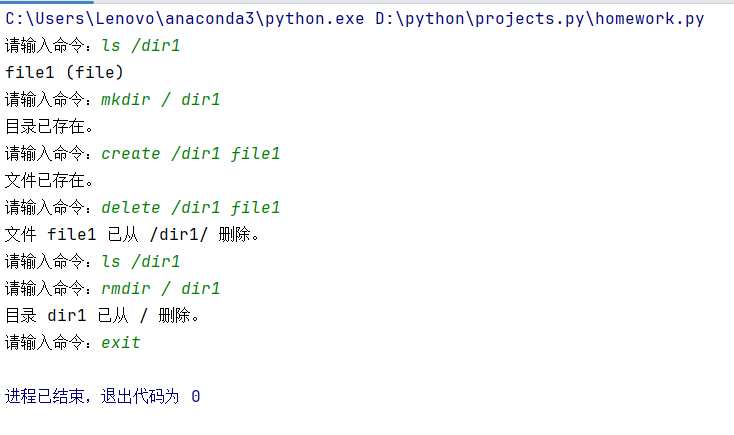 C:\Users\Lenovo\anaconda3\python.exe D:\python\projects.py\homework.py
请输入命令：ls /dir1
file1 (file)
请输入命令：mkdir / dir1
目录已存在。
请输入命令：create /dir1 file1
文件已存在。
请输入命令：delete /dir1 file1
文件 file1 已从 /dir1/ 删除。
请输入命令：ls /dir1
请输入命令：rmdir / dir1
目录 dir1 已从 / 删除。
请输入命令：exit
进程已结束，退出代码为 0